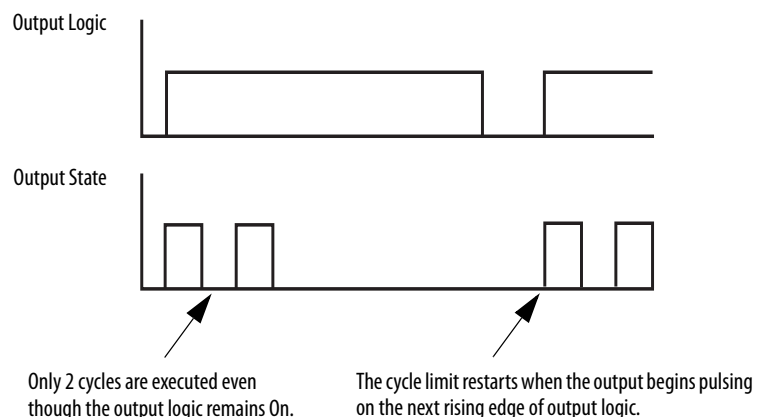 Output Logic
Output State
Only 2 cycles are executed even
though the output logic remains On.
The cycle limit restarts when the output begins pulsing
on the next rising edge of output logic.